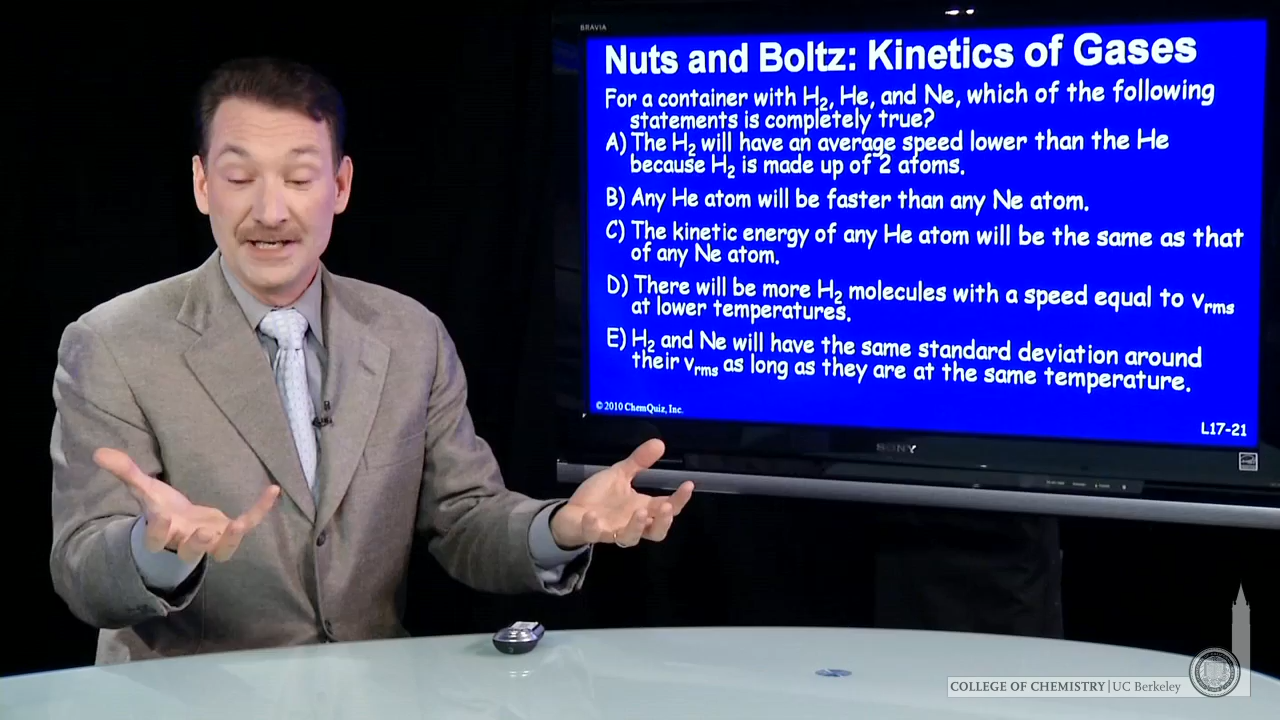 BRAVIA
Nuts and Boltz: Kinetics of Gases
For a container with H₂, He, and Ne, which of the following
statements is completely true?
A) The H₂ will have an average speed lower than the He
because H₂ is made up of 2 atoms.
B) Any He atom will be faster than any Ne atom.
C) The kinetic energy of any He atom will be the same as that
of any Ne atom.
D) There will be more H₂ molecules with a speed equal to vrms
at lower temperatures.
E) H₂ and Ne will have the same standard deviation around
their vrms as long as they are at the same temperature.
© 2010 ChemQuiz, Inc.
L17-21
SONY
COLLEGE OF CHEMISTRY | UC Berkeley